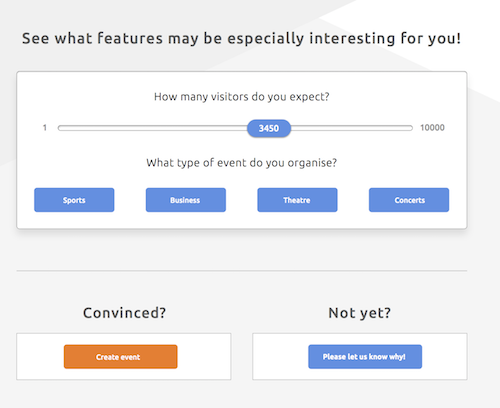 See what features may be especially interesting for you!
How many visitors do you expect?
1 3450 10000
What type of event do you organise?
Sports Business Theatre Concerts
Convinced? Not yet?
Create event Please let us know why!